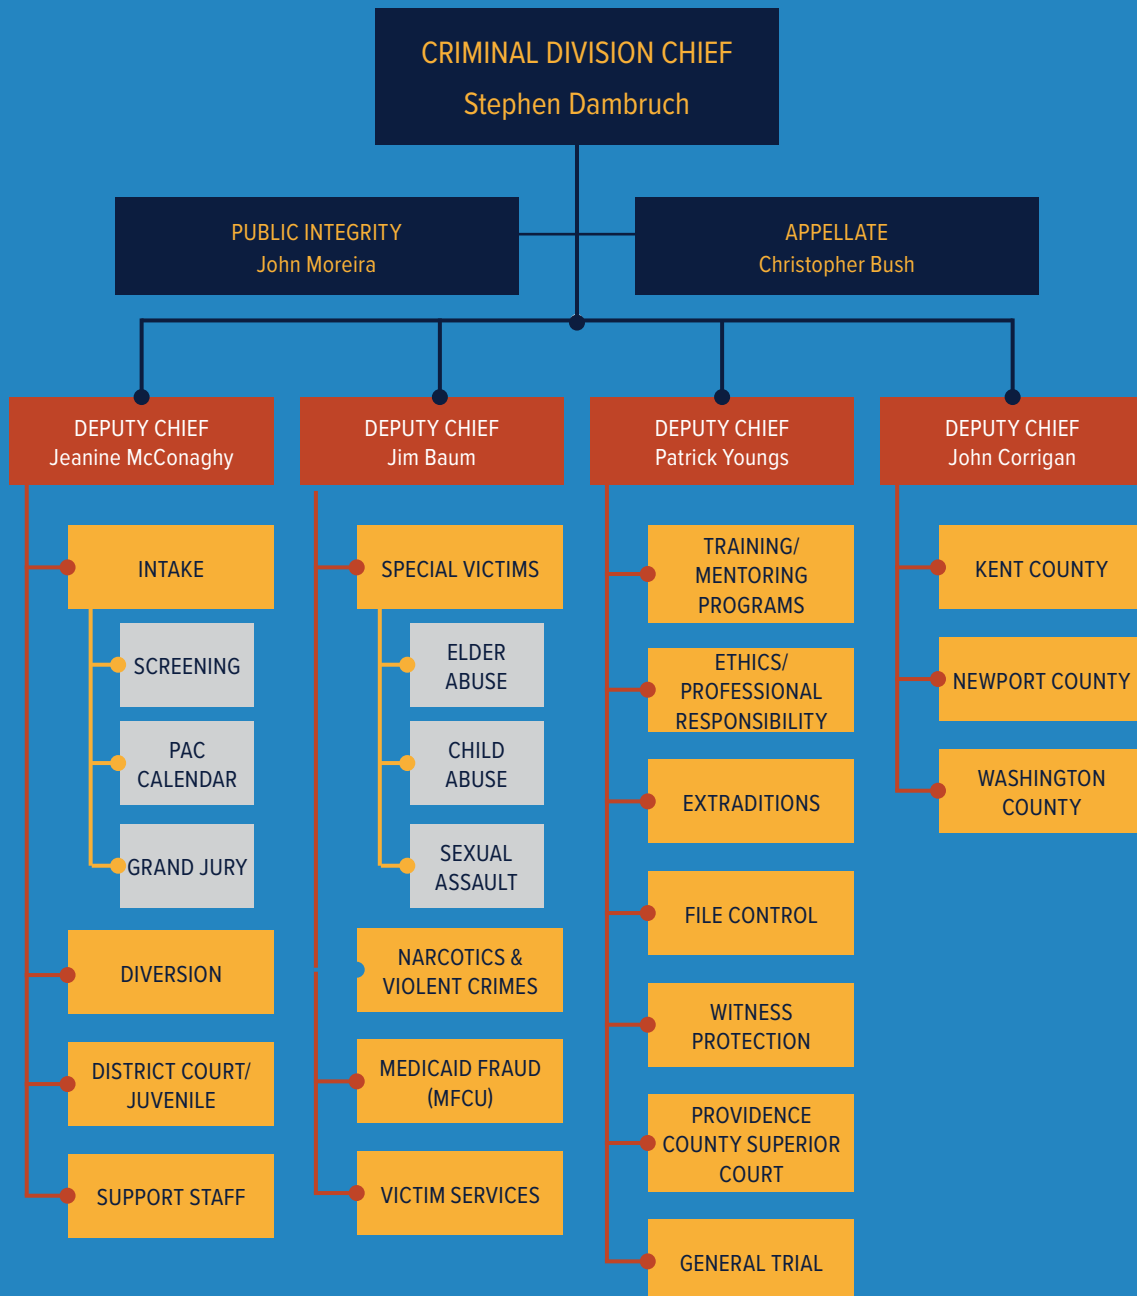 CRIMINAL DIVISION CHIEF
Stephen Dambruch
PUBLIC INTEGRITY
John Moreira
APPELLATE
Christopher Bush
DEPUTY CHIEF
Jeanine McConaghy
INTAKE
SCREENING
PAC
CALENDAR
GRAND JURY
DIVERSION
DISTRICT COURT/
JUVENILE
SUPPORT STAFF
DEPUTY CHIEF
Jim Baum
SPECIAL VICTIMS
ELDER
ABUSE
CHILD
ABUSE
SEXUAL
ASSAULT
NARCOTICS &
VIOLENT CRIMES
MEDICAID FRAUD
(MFCU)
VICTIM SERVICES
DEPUTY CHIEF
Patrick Youngs
TRAINING/
MENTORING
PROGRAMS
ETHICS/
PROFESSIONAL
RESPONSIBILITY
EXTRADITIONS
FILE CONTROL
WITNESS
PROTECTION
PROVIDENCE
COUNTY SUPERIOR
COURT
GENERAL TRIAL
DEPUTY CHIEF
John Corrigan
KENT COUNTY
NEWPORT COUNTY
WASHINGTON
COUNTY